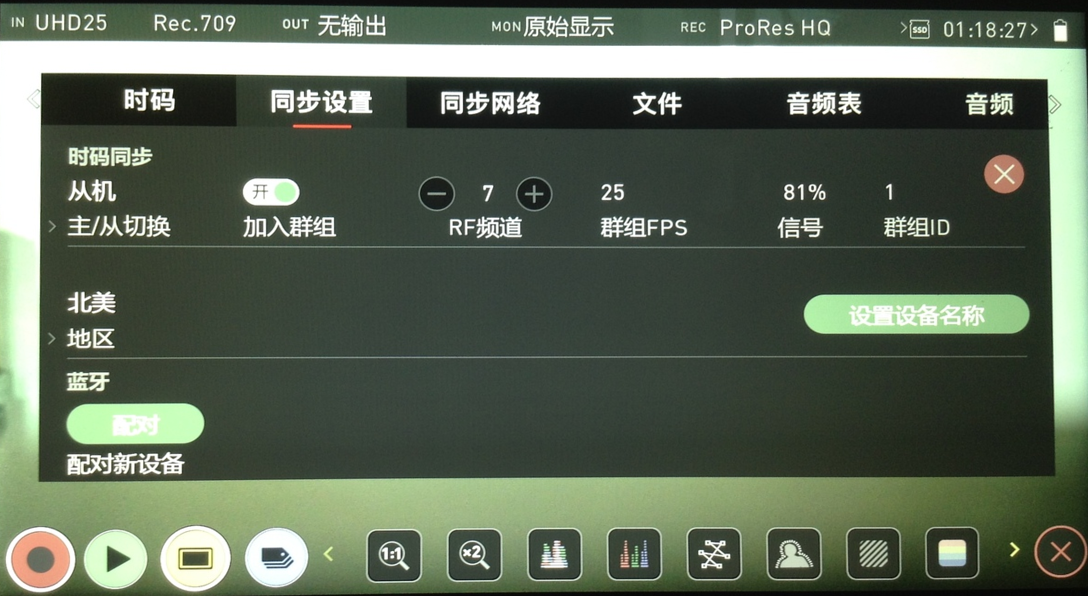 IN UHD25 Rec.709 OUT 无输出 MON 原始显示 REC ProRes HQ SSD 01:18:27
时码 同步设置 同步网络 文件 音频表 音频
时码同步
从机 开 7 25 81% 1
主/从切换 加入群组 RF频道 群组FPS 信号 群组ID
北美 设置设备名称
地区
蓝牙
配对
配对新设备
1:1 x2